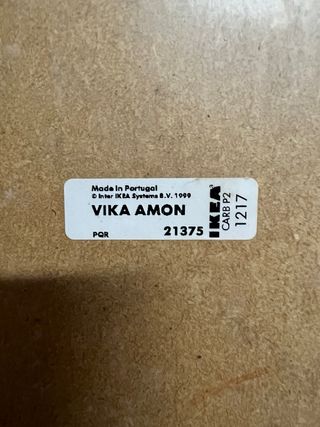 Made in Portugal
© Inter IKEA Systems B.V. 1999
VIKA AMON
PQR 21375
IKEA
CARB P2
1217